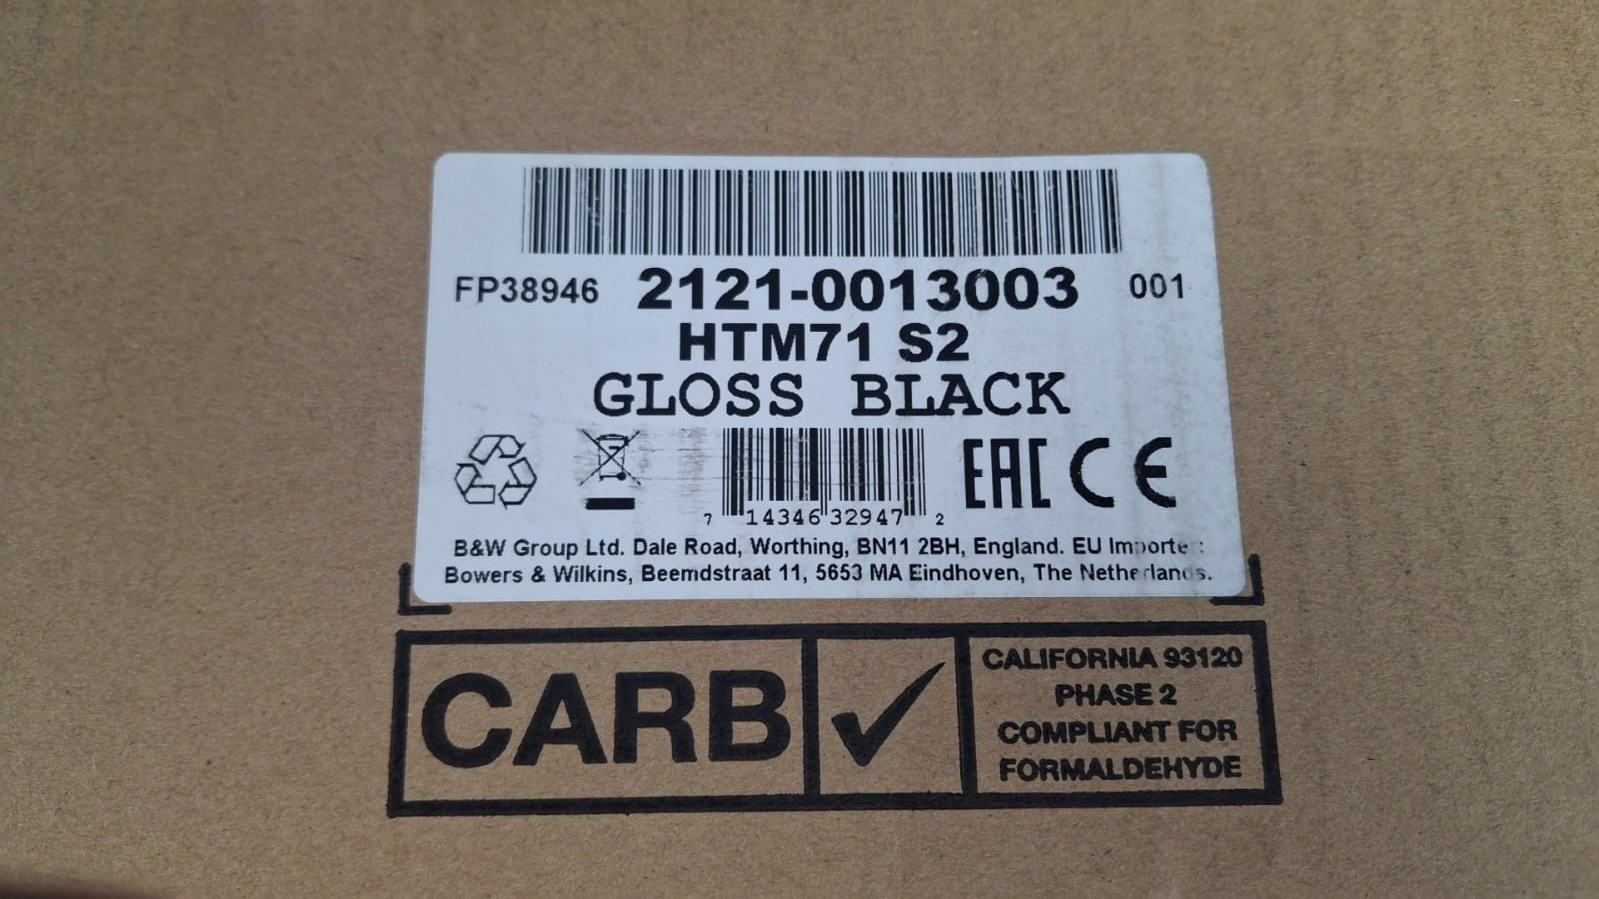 FP38946 2121-0013003 001
HTM71 S2
GLOSS BLACK
EAC CE
7 14346 32947 2
B&W Group Ltd. Dale Road, Worthing, BN11 2BH, England. EU Importer:
Bowers & Wilkins, Beemdstraat 11, 5653 MA Eindhoven, The Netherlands.
CARB
CALIFORNIA 93120
PHASE 2
COMPLIANT FOR
FORMALDEHYDE